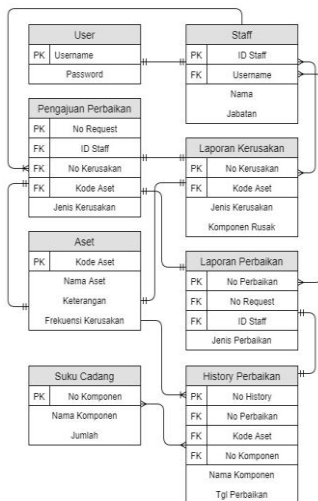 User
PK Username
Password
Staff
PK ID Staff
FK Username
Nama
Jabatan
Pengajuan Perbaikan
PK No Request
FK ID Staff
FK No Kerusakan
FK Kode Aset
Jenis Kerusakan
Laporan Kerusakan
PK No Kerusakan
FK Kode Aset
Jenis Kerusakan
Komponen Rusak
Aset
PK Kode Aset
Nama Aset
Keterangan
Frekuensi Kerusakan
Laporan Perbaikan
PK No Perbaikan
FK No Request
FK ID Staff
Jenis Perbaikan
Suku Cadang
PK No Komponen
Nama Komponen
Jumlah
History Perbaikan
PK No History
FK No Perbaikan
FK Kode Aset
FK No Komponen
Nama Komponen
Tgl Perbaikan